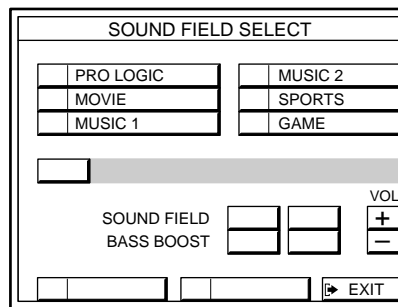 SOUND FIELD SELECT
PRO LOGIC MUSIC 2
MOVIE SPORTS
MUSIC 1 GAME
VOL
SOUND FIELD +
BASS BOOST −
EXIT